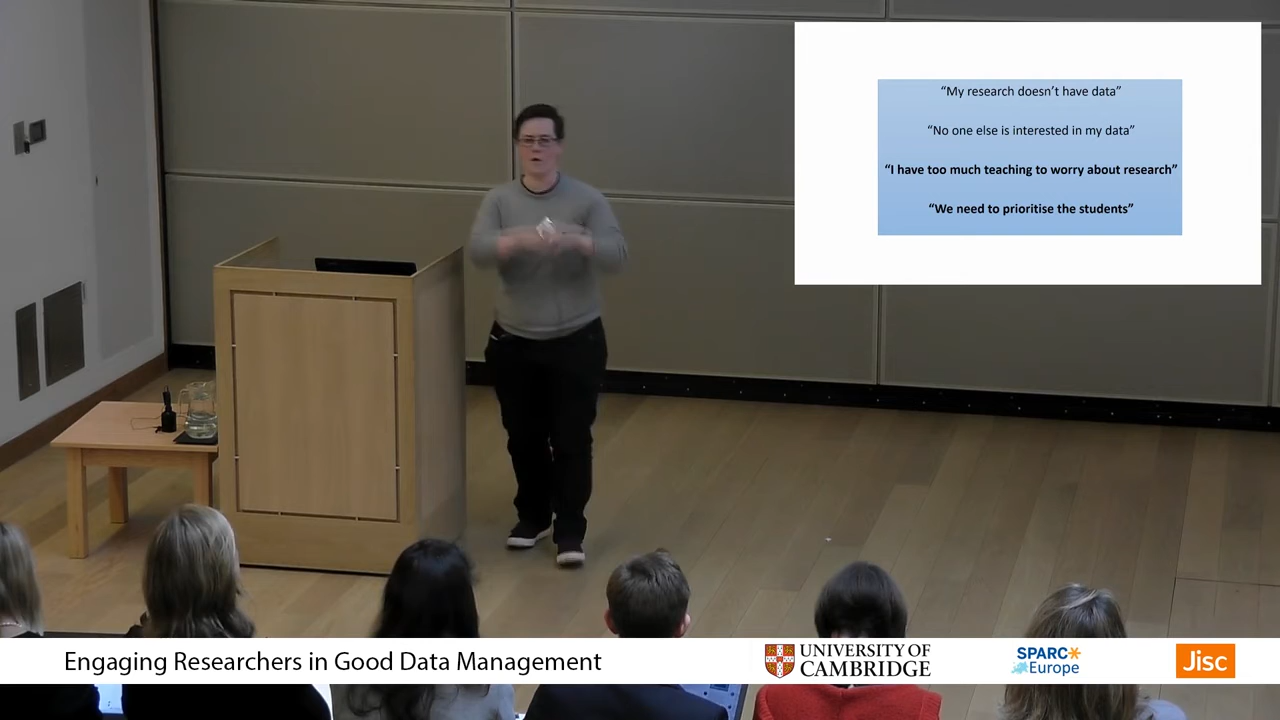 “My research doesn’t have data”
“No one else is interested in my data”
“I have too much teaching to worry about research”
“We need to prioritise the students”
Engaging Researchers in Good Data Management
UNIVERSITY OF
CAMBRIDGE
SPARC*
Europe
Jisc